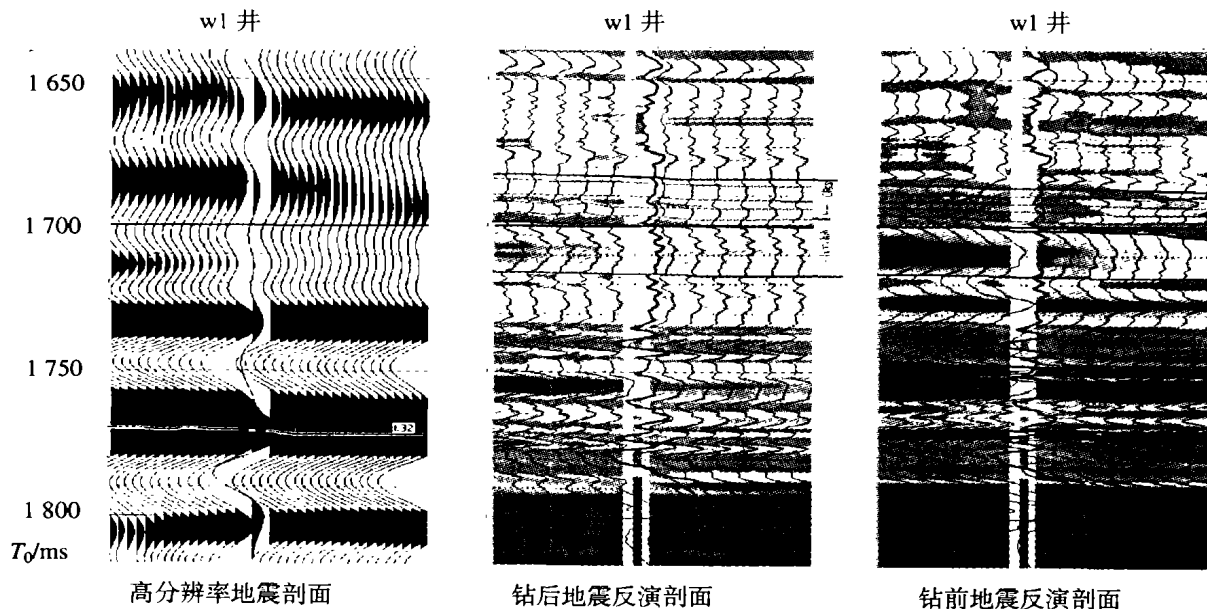 w1 井
w1 井
w1 井
1 650
1 700
1 750
1 800
T₀/ms
高分辨率地震剖面
钻后地震反演剖面
钻前地震反演剖面